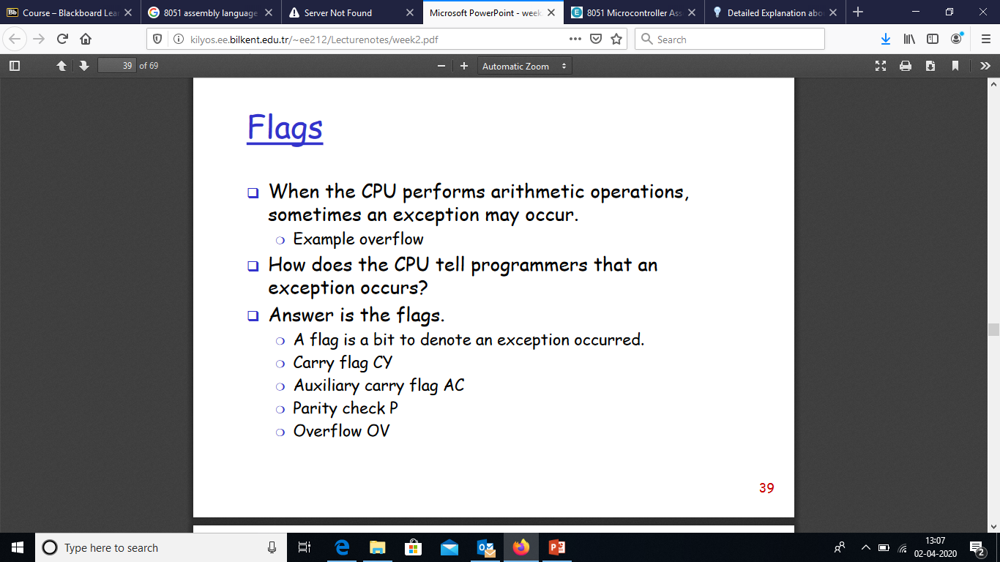 Course – Blackboard Lea
8051 assembly language
Server Not Found
Microsoft PowerPoint - week
8051 Microcontroller Ass
Detailed Explanation abo
kilyos.ee.bilkent.edu.tr/~ee212/Lecturenotes/week2.pdf
Search
39 of 69
Automatic Zoom
Flags
When the CPU performs arithmetic operations,
sometimes an exception may occur.
Example overflow
How does the CPU tell programmers that an
exception occurs?
Answer is the flags.
A flag is a bit to denote an exception occurred.
Carry flag CY
Auxiliary carry flag AC
Parity check P
Overflow OV
39
Type here to search
13:07
02-04-2020
2